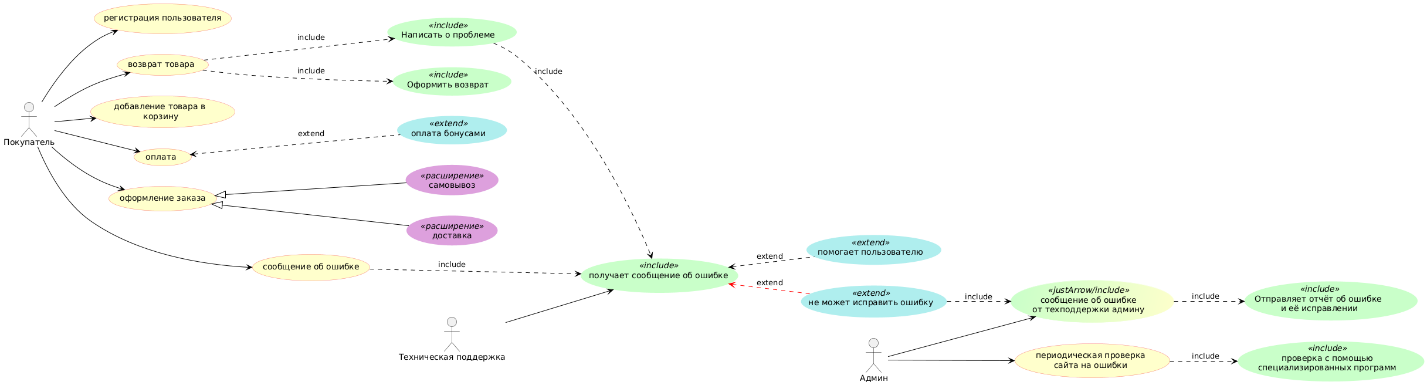 регистрация пользователя
возврат товара
include
include
«include»
Написать о проблеме
include
«include»
Оформить возврат
добавление товара в
корзину
Покупатель
оплата
extend
«extend»
оплата бонусами
оформление заказа
«расширение»
самовывоз
«расширение»
доставка
сообщение об ошибке
include
«include»
получает сообщение об ошибке
extend
«extend»
помогает пользователю
extend
«extend»
не может исправить ошибку
include
«justArrow/include»
сообщение об ошибке
от техподдержки админу
include
«include»
Отправляет отчёт об ошибке
и её исправлении
Техническая поддержка
Админ
периодическая проверка
сайта на ошибки
include
«include»
проверка с помощью
специализированных программ